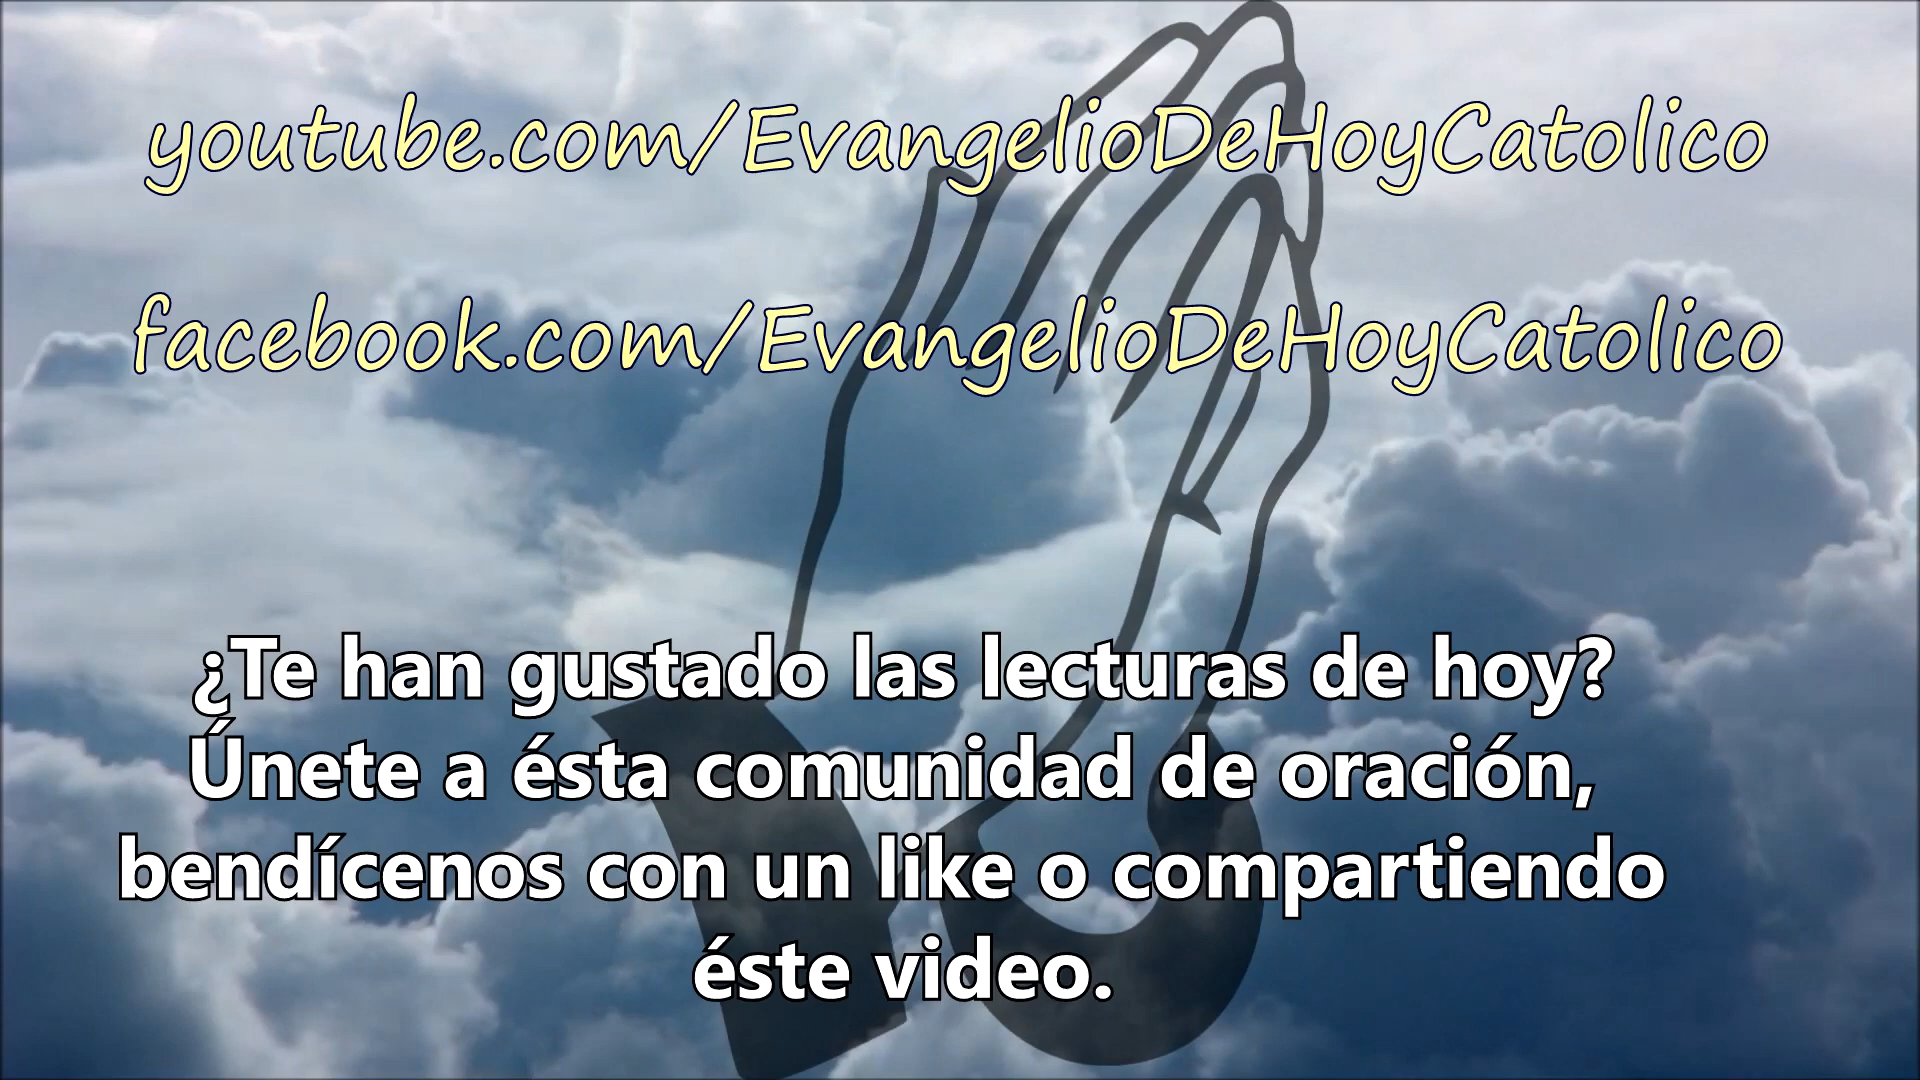 youtube.com/EvangelioDeHoyCatolico
facebook.com/EvangelioDeHoyCatolico
¿Te han gustado las lecturas de hoy?
Únete a ésta comunidad de oración,
bendícenos con un like o compartiendo
éste video.